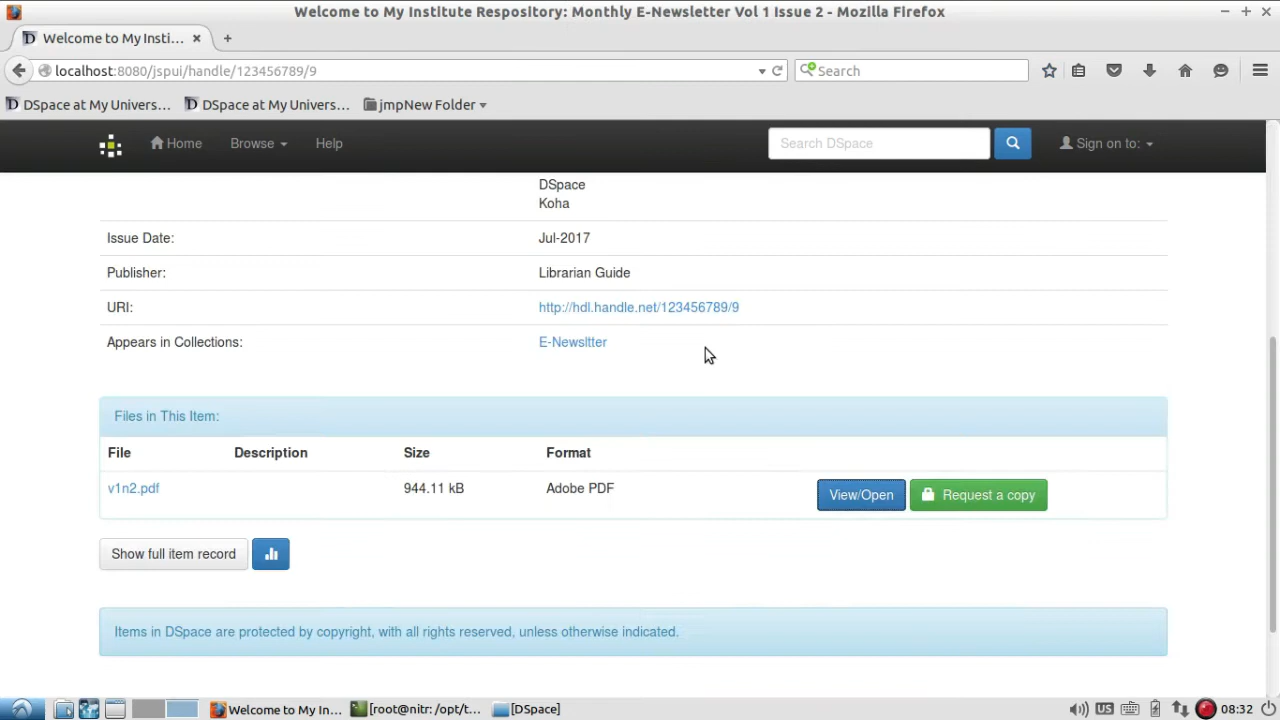 Welcome to My Institute Respository: Monthly E-Newsletter Vol 1 Issue 2 - Mozilla Firefox
Welcome to My Insti...
localhost:8080/jspui/handle/123456789/9
Search
DSpace at My Univers...
DSpace at My Univers...
jmpNew Folder
Home
Browse
Help
Search DSpace
Sign on to:
DSpace
Koha
Issue Date:
Jul-2017
Publisher:
Librarian Guide
URI:
http://hdl.handle.net/123456789/9
Appears in Collections:
E-Newsltter
Files in This Item:
File Description Size Format
v1n2.pdf 944.11 kB Adobe PDF View/Open Request a copy
Show full item record
Items in DSpace are protected by copyright, with all rights reserved, unless otherwise indicated.
Welcome to My In...
[root@nitr: /opt/t...
[DSpace]
US
08:32